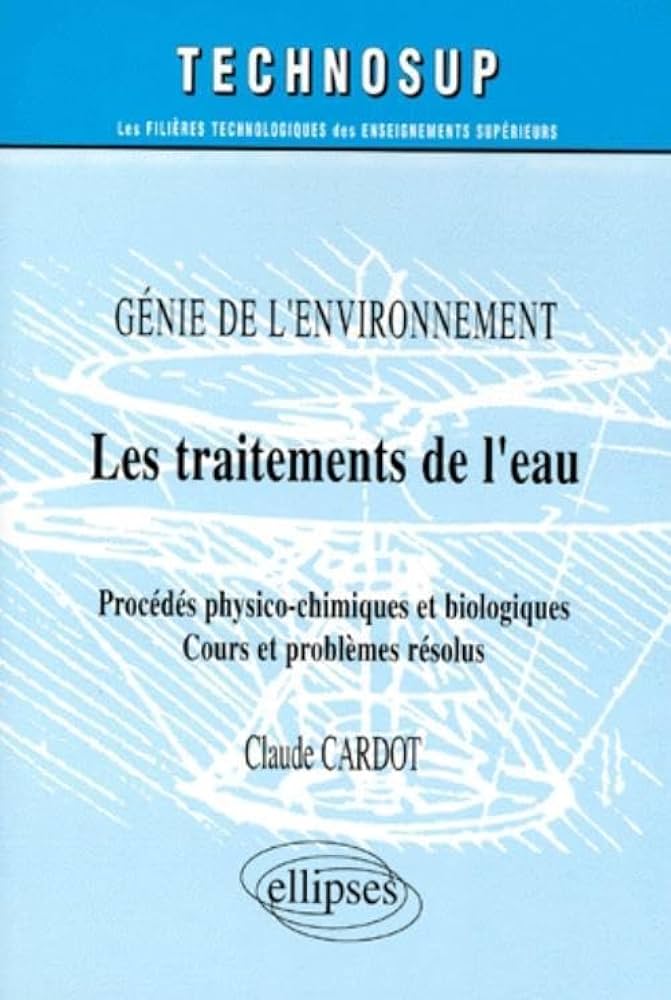 TECHNOSUP
Les FILIÈRES TECHNOLOGIQUES des ENSEIGNEMENTS SUPÉRIEURS
GÉNIE DE L'ENVIRONNEMENT
Les traitements de l'eau
Procédés physico-chimiques et biologiques
Cours et problèmes résolus
Claude CARDOT
ellipses